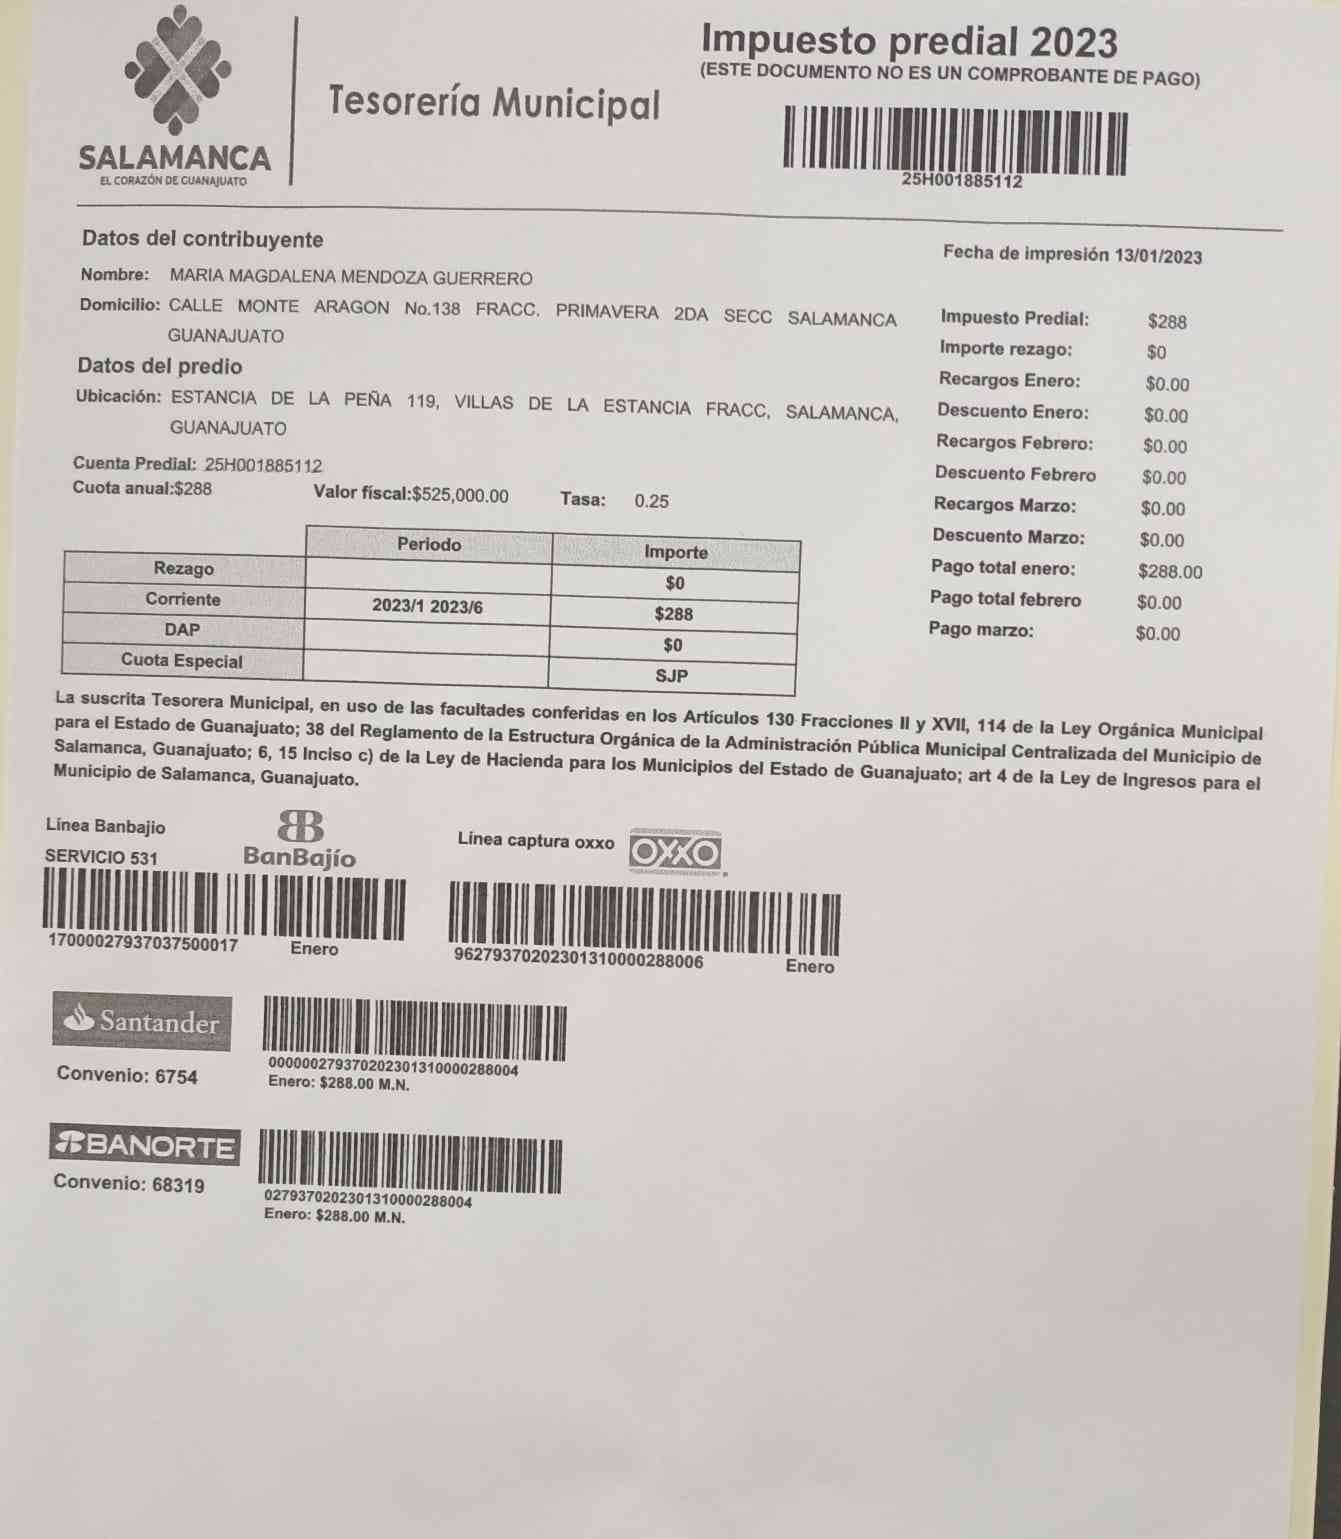 SALAMANCA
EL CORAZÓN DE GUANAJUATO
Tesorería Municipal
Impuesto predial 2023
(ESTE DOCUMENTO NO ES UN COMPROBANTE DE PAGO)
25H001885112
Datos del contribuyente
Fecha de impresión 13/01/2023
Nombre: MARIA MAGDALENA MENDOZA GUERRERO
Domicilio: CALLE MONTE ARAGON No.138 FRACC. PRIMAVERA 2DA SECC SALAMANCA
GUANAJUATO
Datos del predio
Ubicación: ESTANCIA DE LA PEÑA 119, VILLAS DE LA ESTANCIA FRACC, SALAMANCA,
GUANAJUATO
Cuenta Predial: 25H001885112
Cuota anual:$288 Valor físcal:$525,000.00 Tasa: 0.25
Impuesto Predial: $288
Importe rezago: $0
Recargos Enero: $0.00
Descuento Enero: $0.00
Recargos Febrero: $0.00
Descuento Febrero $0.00
Recargos Marzo: $0.00
Descuento Marzo: $0.00
Pago total enero: $288.00
Pago total febrero $0.00
Pago marzo: $0.00
Periodo Importe
Rezago $0
Corriente 2023/1 2023/6 $288
DAP $0
Cuota Especial SJP
La suscrita Tesorera Municipal, en uso de las facultades conferidas en los Artículos 130 Fracciones II y XVII, 114 de la Ley Orgánica Municipal
para el Estado de Guanajuato; 38 del Reglamento de la Estructura Orgánica de la Administración Pública Municipal Centralizada del Municipio de
Salamanca, Guanajuato; 6, 15 Inciso c) de la Ley de Hacienda para los Municipios del Estado de Guanajuato; art 4 de la Ley de Ingresos para el
Municipio de Salamanca, Guanajuato.
Línea Banbajio
SERVICIO 531
BanBajío
17000027937037500017 Enero
Línea captura oxxo
OXXO
962793702023013100002880​06 Enero
Santander
Convenio: 6754
000000279370202301310000288004
Enero: $288.00 M.N.
BANORTE
Convenio: 68319
0279370202301310000288004
Enero: $288.00 M.N.